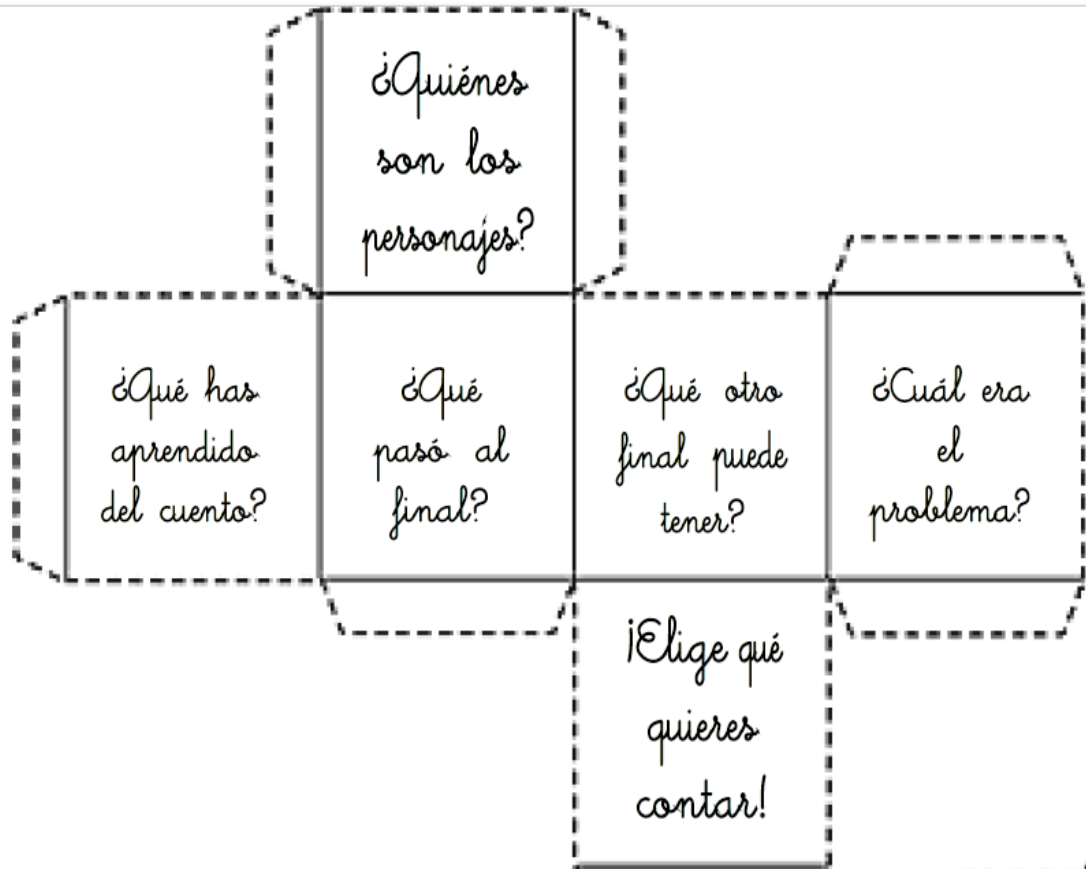 ¿Quiénes
son los
personajes?
¿Qué has
aprendido
del cuento?
¿Qué
pasó al
final?
¿Qué otro
final puede
tener?
¿Cuál era
el
problema?
¡Elige qué
quieres
contar!